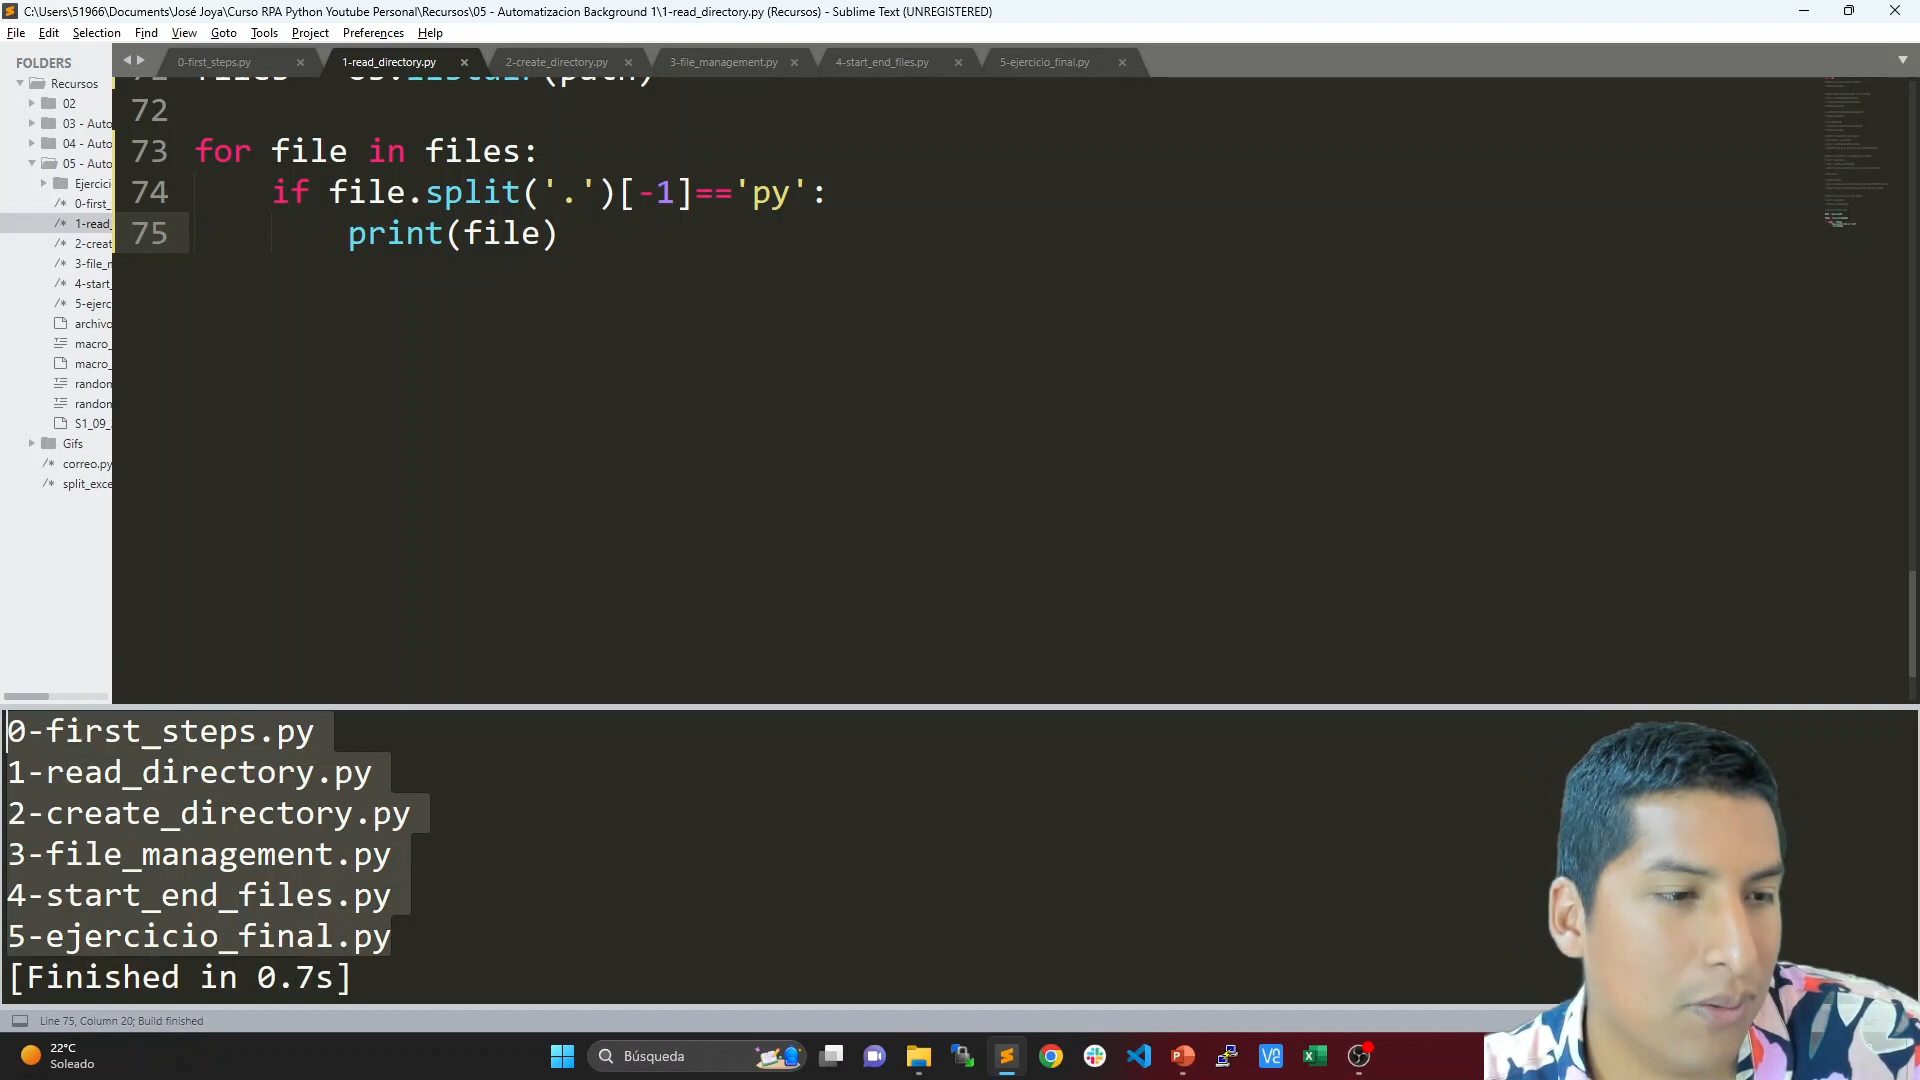 C:\Users\51966\Documents\José Joya\Curso RPA Python Youtube Personal\Recursos\05 - Automatizacion Background 1\1-read_directory.py (Recursos) - Sublime Text (UNREGISTERED)
File Edit Selection Find View Goto Tools Project Preferences Help
FOLDERS
Recursos
02
03 - Auto
04 - Auto
05 - Auto
Ejercici
0-first_
1-read_
2-creat
3-file_n
4-start_
5-ejerc
archivo
macro_
macro_
random
random
S1_09_
Gifs
correo.py
split_exce
0-first_steps.py
1-read_directory.py
2-create_directory.py
3-file_management.py
4-start_end_files.py
5-ejercicio_final.py
72
73 for file in files:
74 if file.split('.')[-1]=='py':
75 print(file)
0-first_steps.py
1-read_directory.py
2-create_directory.py
3-file_management.py
4-start_end_files.py
5-ejercicio_final.py
[Finished in 0.7s]
Line 75, Column 20; Build finished
22°C
Soleado
Búsqueda